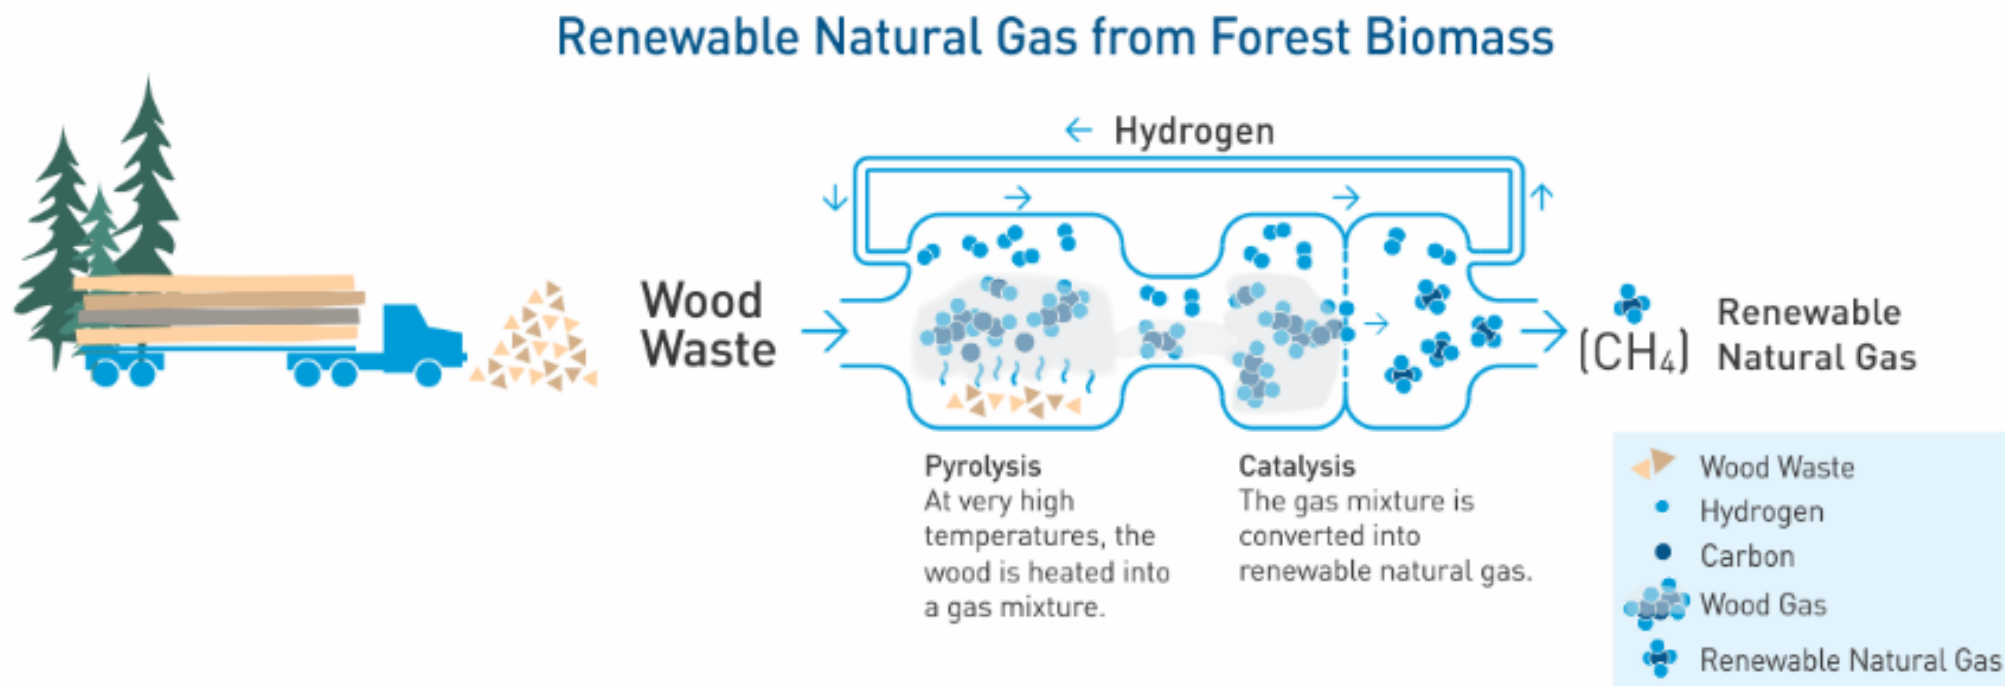 Renewable Natural Gas from Forest Biomass
← Hydrogen
Wood
Waste
(CH₄)
Renewable
Natural Gas
Pyrolysis
At very high
temperatures, the
wood is heated into
a gas mixture.
Catalysis
The gas mixture is
converted into
renewable natural gas.
Wood Waste
Hydrogen
Carbon
Wood Gas
Renewable Natural Gas